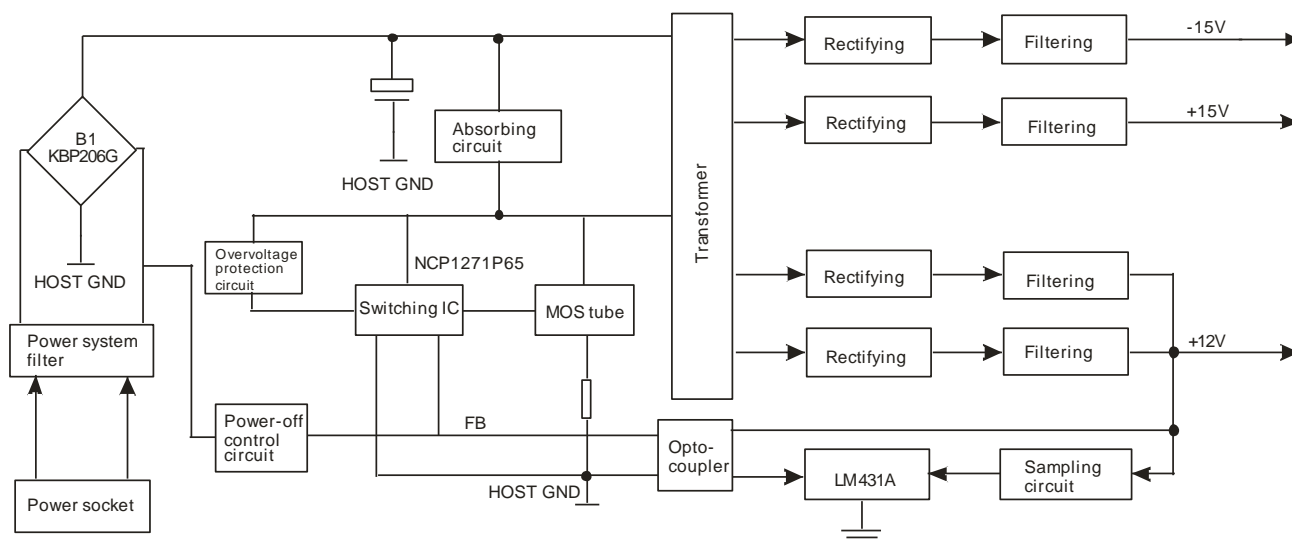 Rectifying
Filtering
-15V
B1
KBP206G
Absorbing
circuit
Rectifying
Filtering
+15V
HOST GND
Transformer
Overvoltage
protection
circuit
NCP1271P65
HOST GND
Switching IC
MOS tube
Rectifying
Filtering
Power system
filter
Rectifying
Filtering
+12V
Power-off
control
circuit
FB
Opto-
coupler
HOST GND
LM431A
Sampling
circuit
Power socket